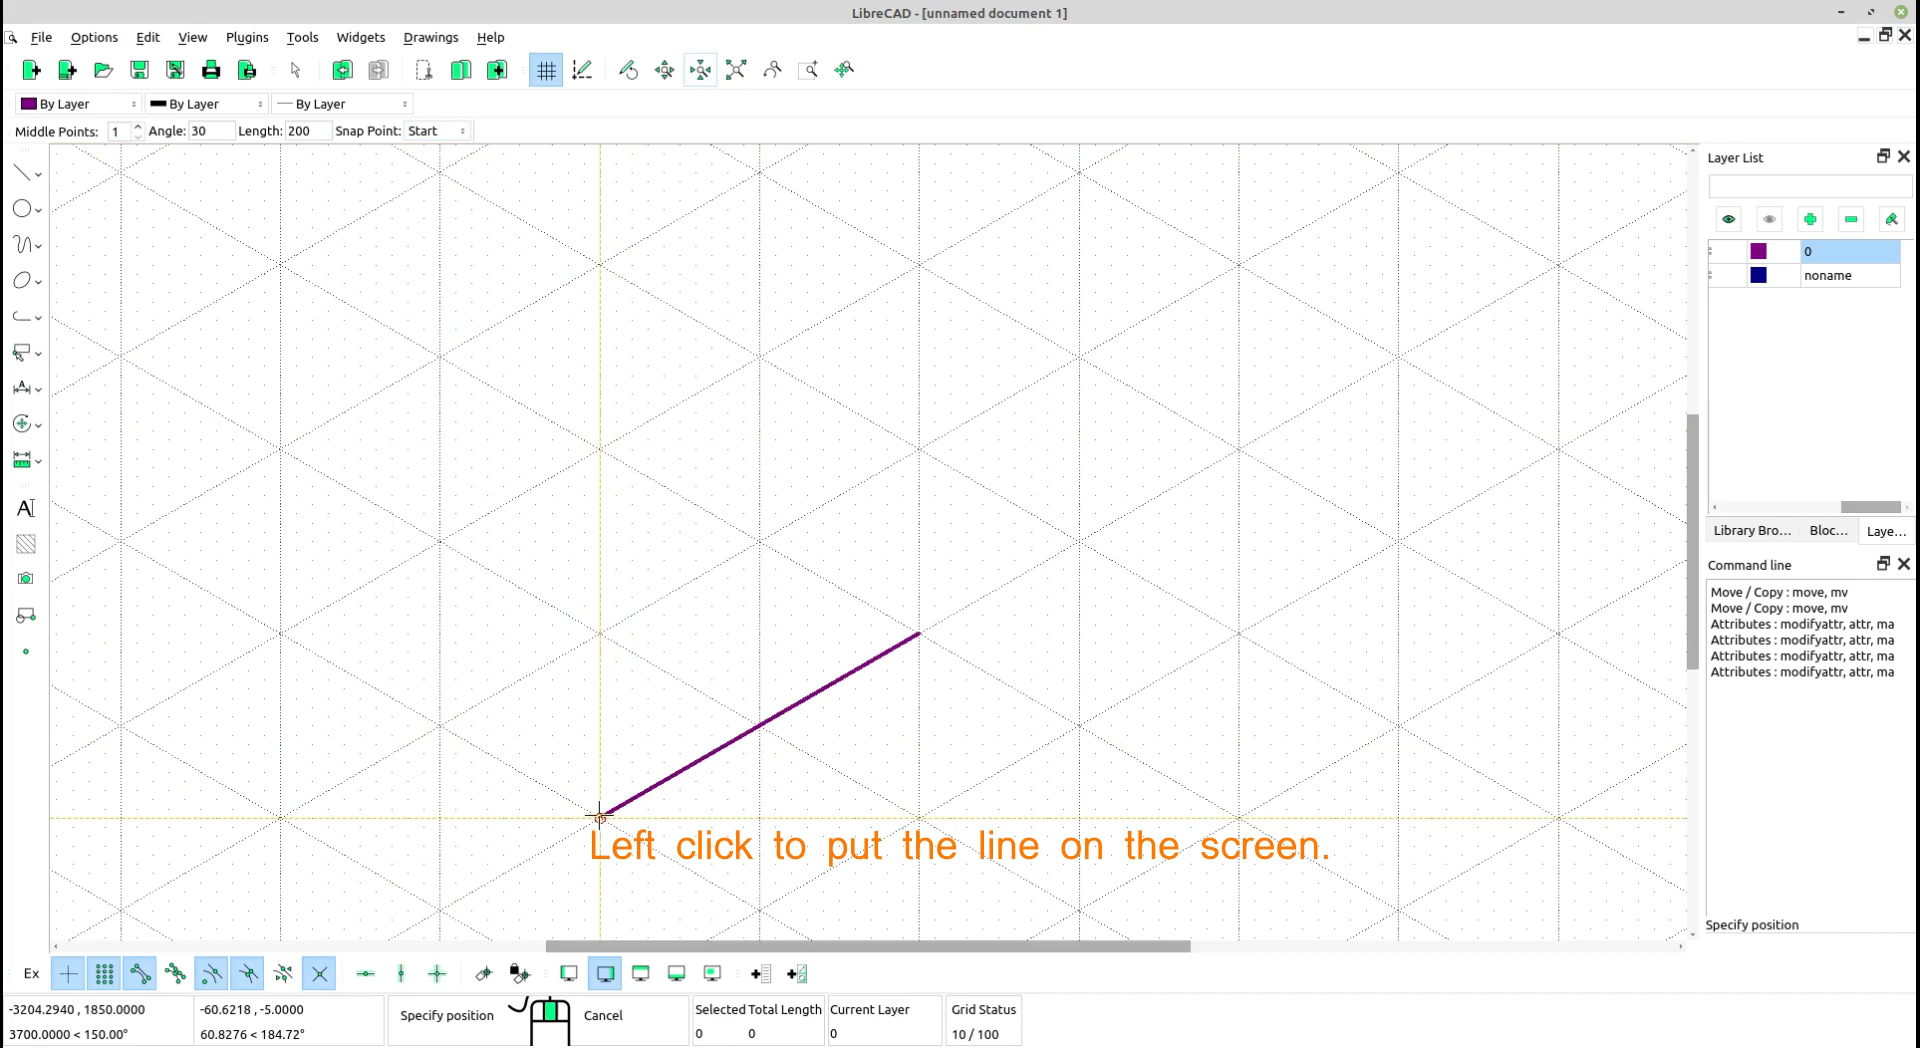 LibreCAD - [unnamed document 1]
File Options Edit View Plugins Tools Widgets Drawings Help
By Layer By Layer By Layer
Middle Points: 1 Angle: 30 Length: 200 Snap Point: Start
Layer List
0
noname
Library Bro... Bloc... Laye...
Command line
Move / Copy : move, mv
Move / Copy : move, mv
Attributes : modifyattr, attr, ma
Attributes : modifyattr, attr, ma
Attributes : modifyattr, attr, ma
Attributes : modifyattr, attr, ma
Left click to put the line on the screen.
Specify position
Ex
-3204.2940 , 1850.0000
3700.0000 < 150.00°
-60.6218 , -5.0000
60.8276 < 184.72°
Specify position
Cancel
Selected Total Length
0 0
Current Layer
0
Grid Status
10 / 100